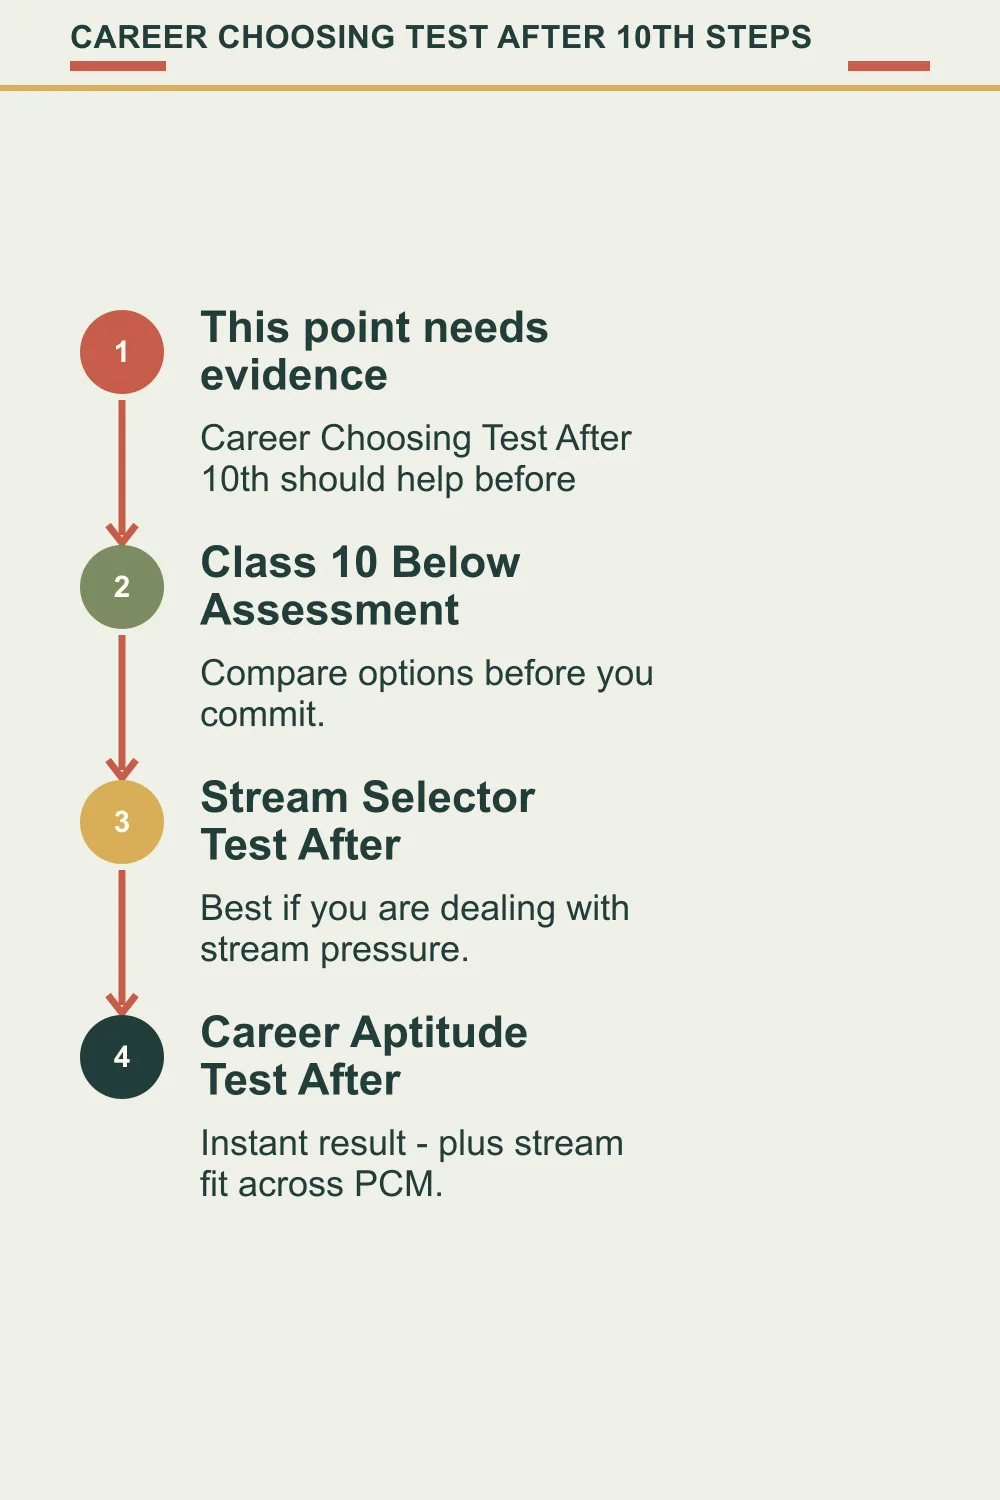 CAREER CHOOSING TEST AFTER 10TH STEPS
1
This point needs
evidence
Career Choosing Test After
10th should help before
2
Class 10 Below
Assessment
Compare options before you
commit.
3
Stream Selector
Test After
Best if you are dealing with
stream pressure.
4
Career Aptitude
Test After
Instant result - plus stream
fit across PCM.